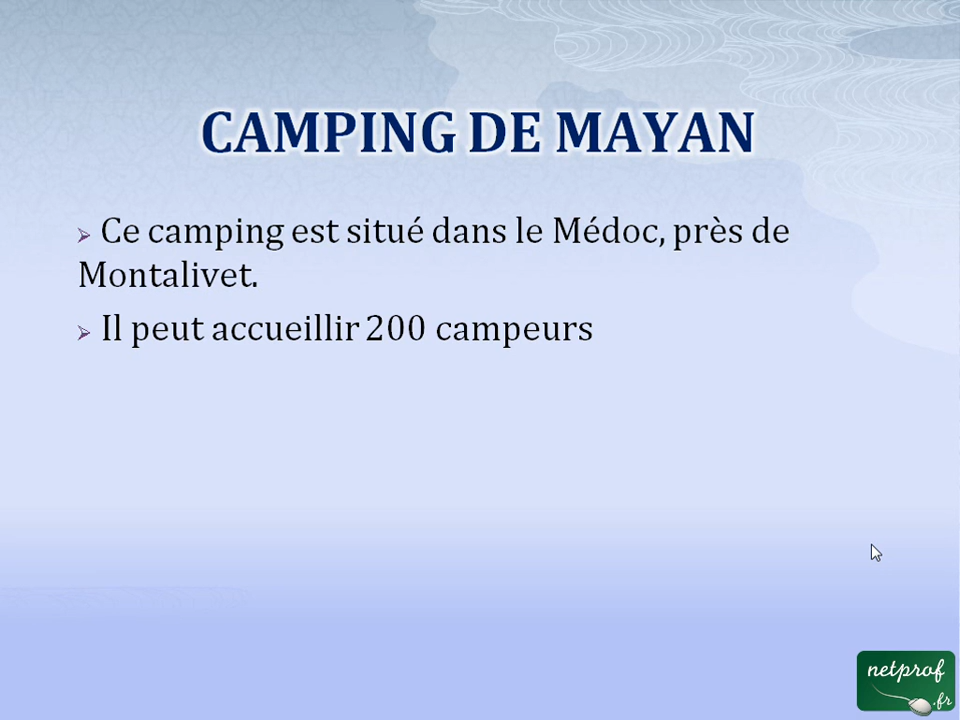 CAMPING DE MAYAN
➢ Ce camping est situé dans le Médoc, près de
Montalivet.
➢ Il peut accueillir 200 campeurs
netprof
.fr